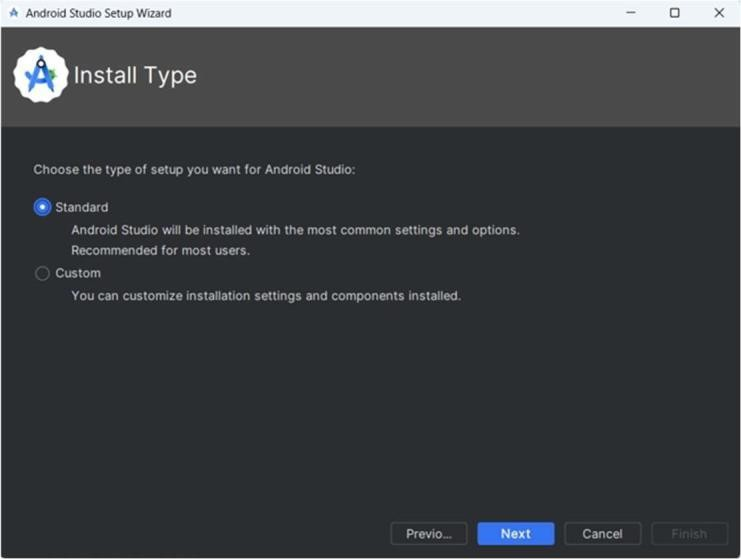 Android Studio Setup Wizard
Install Type
Choose the type of setup you want for Android Studio:
Standard
Android Studio will be installed with the most common settings and options.
Recommended for most users.
Custom
You can customize installation settings and components installed.
Previo... Next Cancel Finish